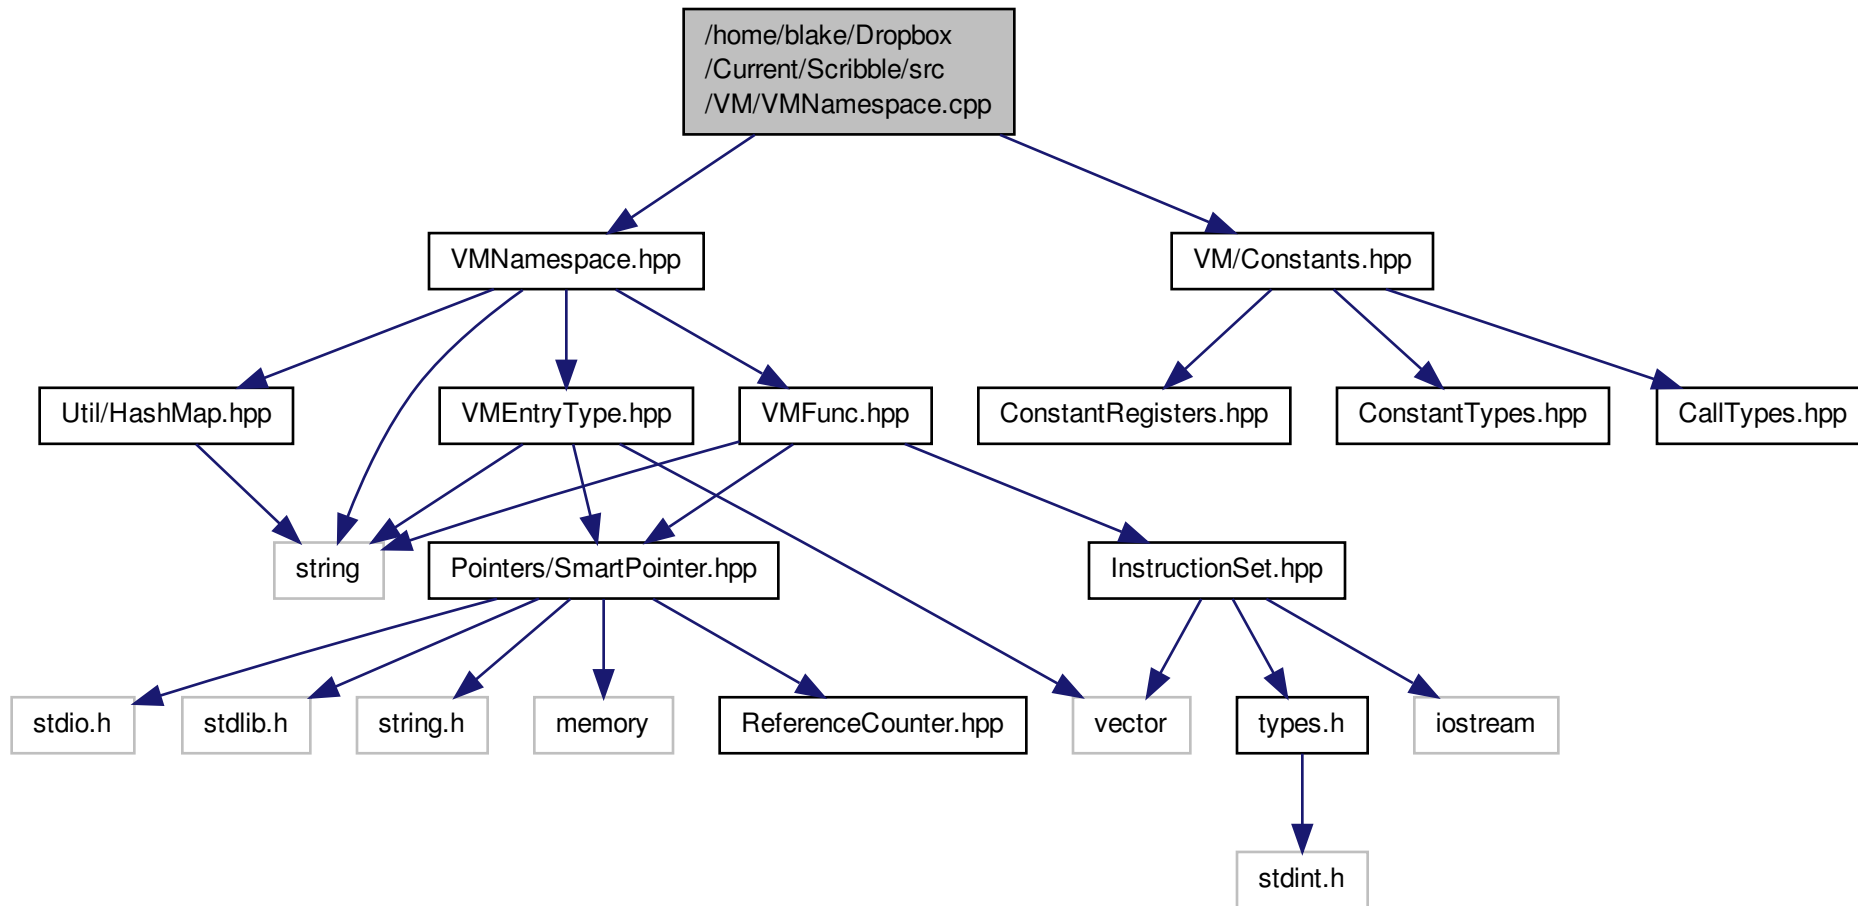 /home/blake/Dropbox
/Current/Scribble/src
/VM/VMNamespace.cpp
VMNamespace.hpp
VM/Constants.hpp
Util/HashMap.hpp
VMEntryType.hpp
VMFunc.hpp
ConstantRegisters.hpp
ConstantTypes.hpp
CallTypes.hpp
string
Pointers/SmartPointer.hpp
InstructionSet.hpp
stdio.h
stdlib.h
string.h
memory
ReferenceCounter.hpp
vector
types.h
iostream
stdint.h